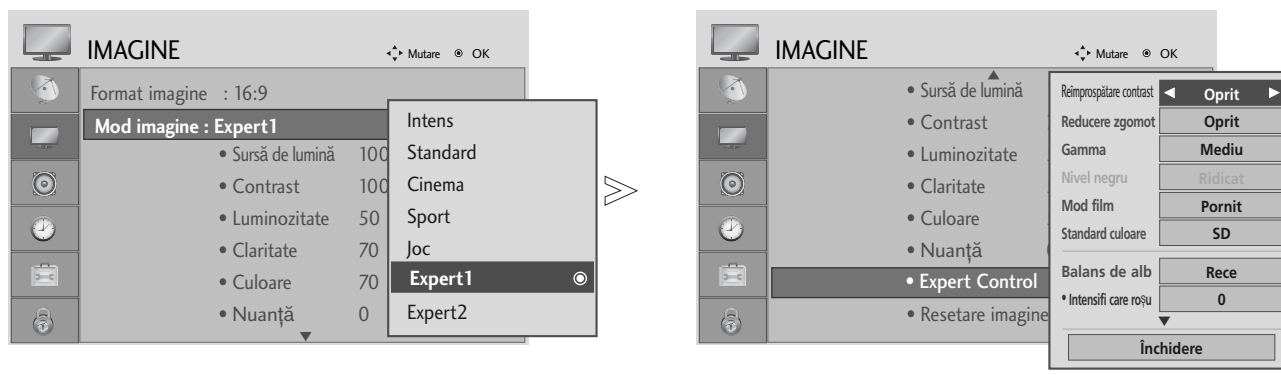 IMAGINE
Mutare OK
Format imagine : 16:9
Mod imagine : Expert1
• Sursă de lumină 100
• Contrast 100
• Luminozitate 50
• Claritate 70
• Culoare 70
• Nuanţă 0
Intens
Standard
Cinema
Sport
Joc
Expert1
Expert2
IMAGINE
Mutare OK
• Sursă de lumină
• Contrast
• Luminozitate
• Claritate
• Culoare
• Nuanţă
• Expert Control
• Resetare imagine
Reîmprospătare contrast Oprit
Reducere zgomot Oprit
Gamma Mediu
Nivel negru Ridicat
Mod film Pornit
Standard culoare SD
Balans de alb Rece
• Intensifi care roşu 0
Închidere